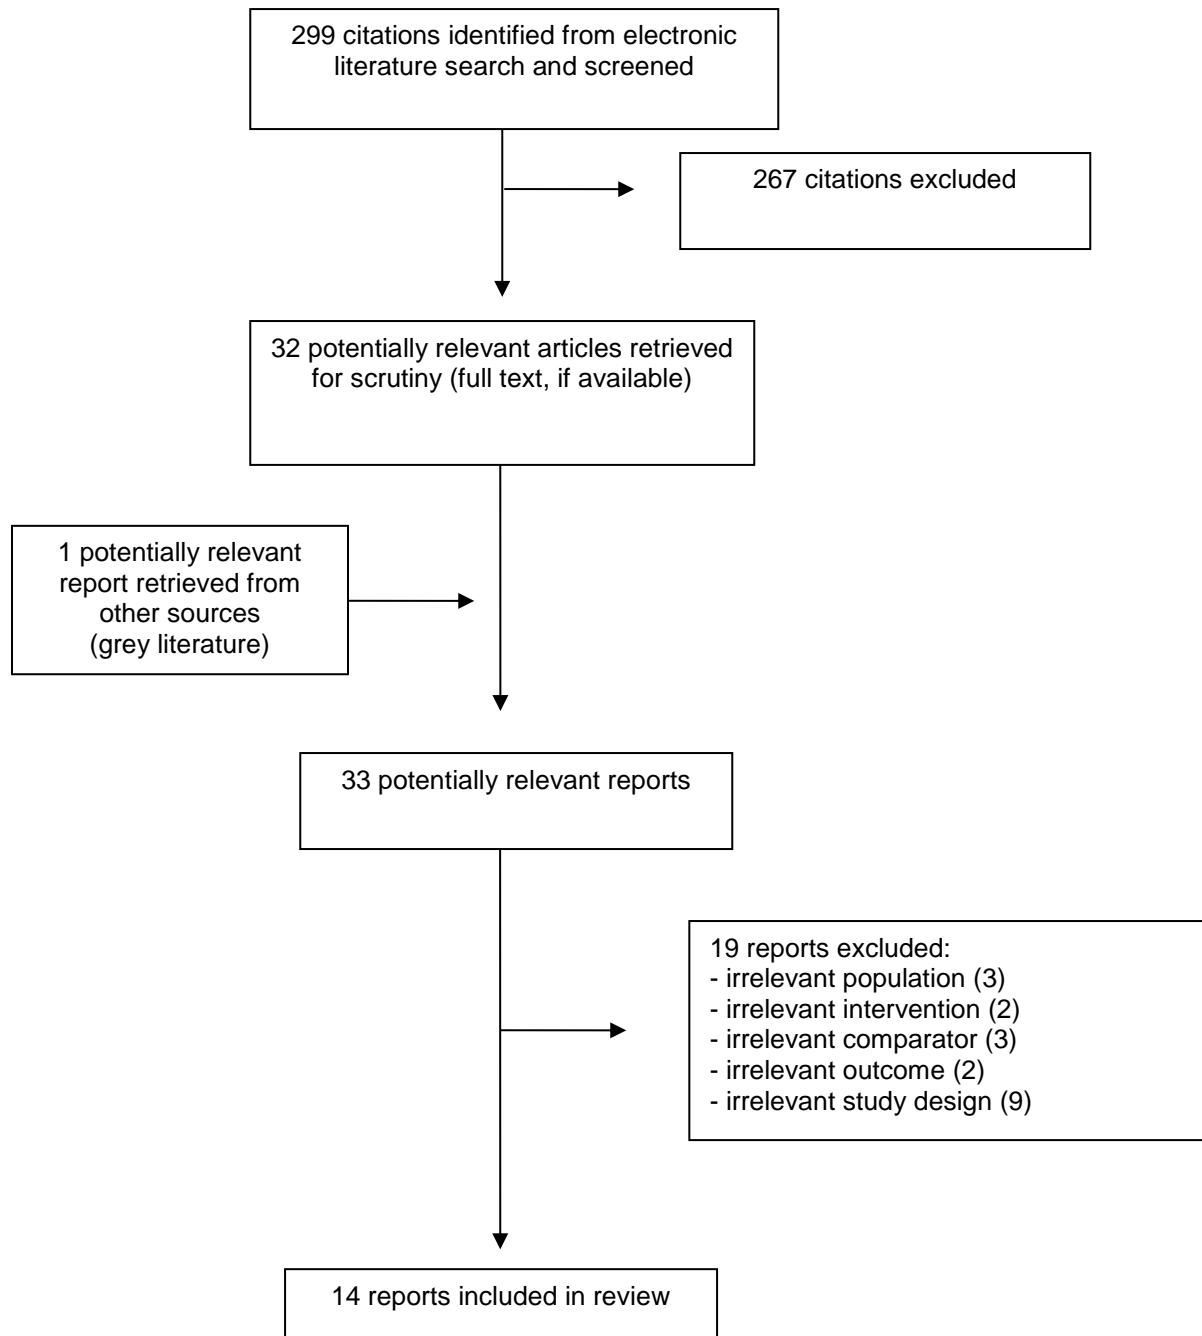 299 citations identified from electronic
literature search and screened
267 citations excluded
32 potentially relevant articles retrieved
for scrutiny (full text, if available)
1 potentially relevant
report retrieved from
other sources
(grey literature)
33 potentially relevant reports
19 reports excluded:
- irrelevant population (3)
- irrelevant intervention (2)
- irrelevant comparator (3)
- irrelevant outcome (2)
- irrelevant study design (9)
14 reports included in review